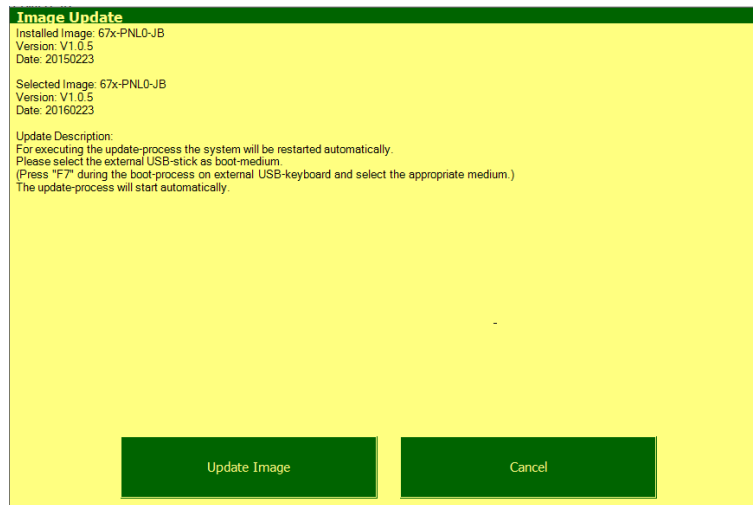 Image Update
Installed Image: 67x-PNL0-JB
Version: V1.0.5
Date: 20150223
Selected Image: 67x-PNL0-JB
Version: V1.0.5
Date: 20160223
Update Description:
For executing the update-process the system will be restarted automatically.
Please select the external USB-stick as boot-medium.
(Press "F7" during the boot-process on external USB-keyboard and select the appropriate medium.)
The update-process will start automatically.
-
Update Image
Cancel